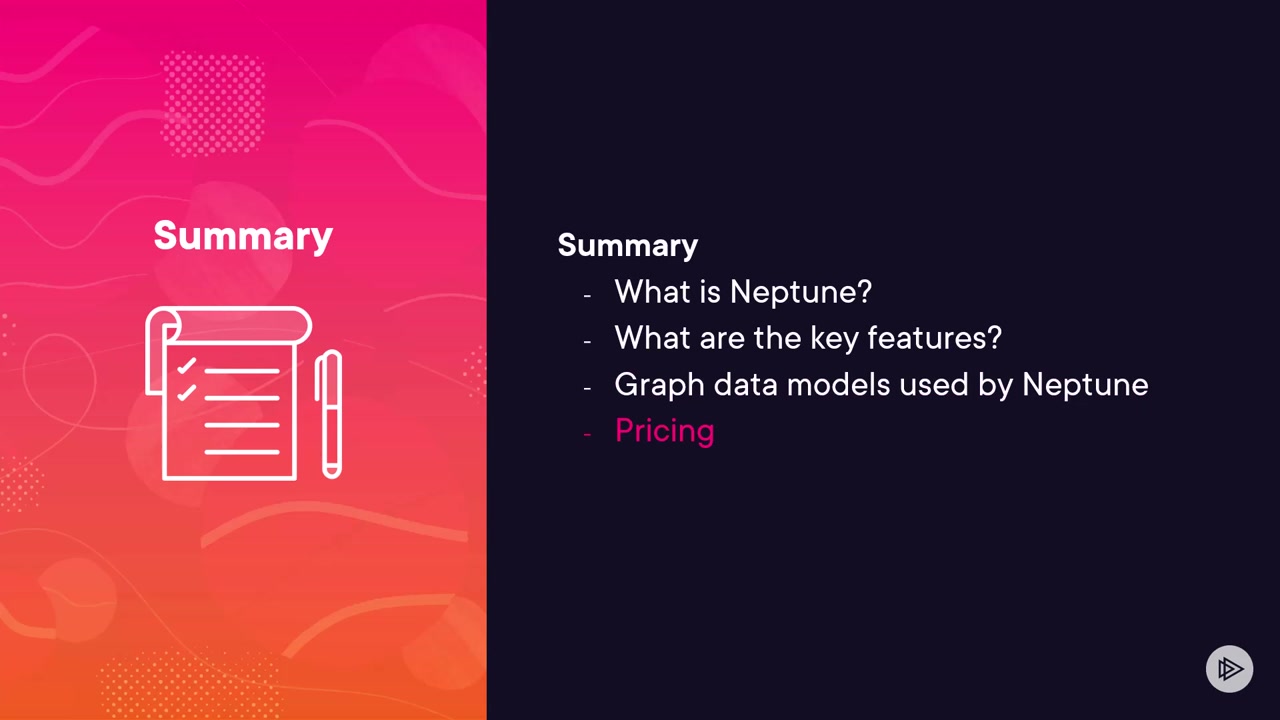 Summary
Summary
- What is Neptune?
- What are the key features?
- Graph data models used by Neptune
- Pricing